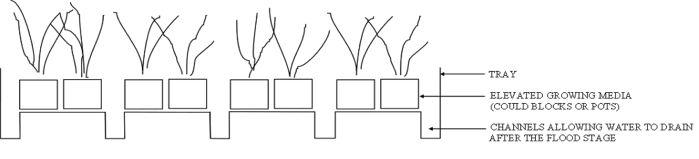 TRAY
ELEVATED GROWING MEDIA
(COULD BLOCKS OR POTS)
CHANNELS ALLOWING WATER TO DRAIN
AFTER THE FLOOD STAGE